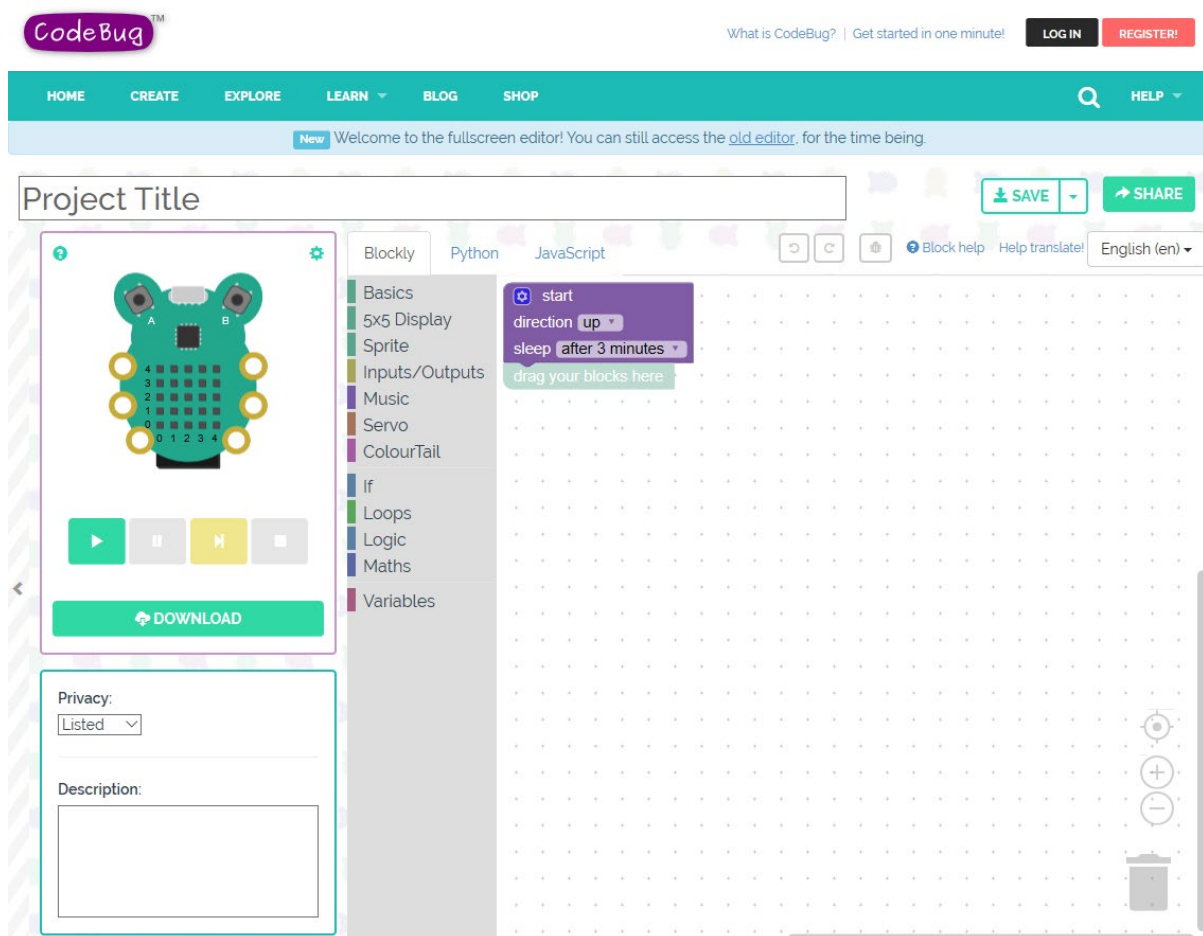 CodeBug™
What is CodeBug? | Get started in one minute! LOG IN REGISTER!
HOME CREATE EXPLORE LEARN BLOG SHOP HELP
New Welcome to the fullscreen editor! You can still access the old editor, for the time being.
Project Title
SAVE SHARE
Blockly Python JavaScript
Block help Help translate! English (en)
A B
4
3
2
1
0
0 1 2 3 4
DOWNLOAD
Privacy:
Listed
Description:
Basics
5x5 Display
Sprite
Inputs/Outputs
Music
Servo
ColourTail
If
Loops
Logic
Maths
Variables
start
direction up
sleep after 3 minutes
drag your blocks here